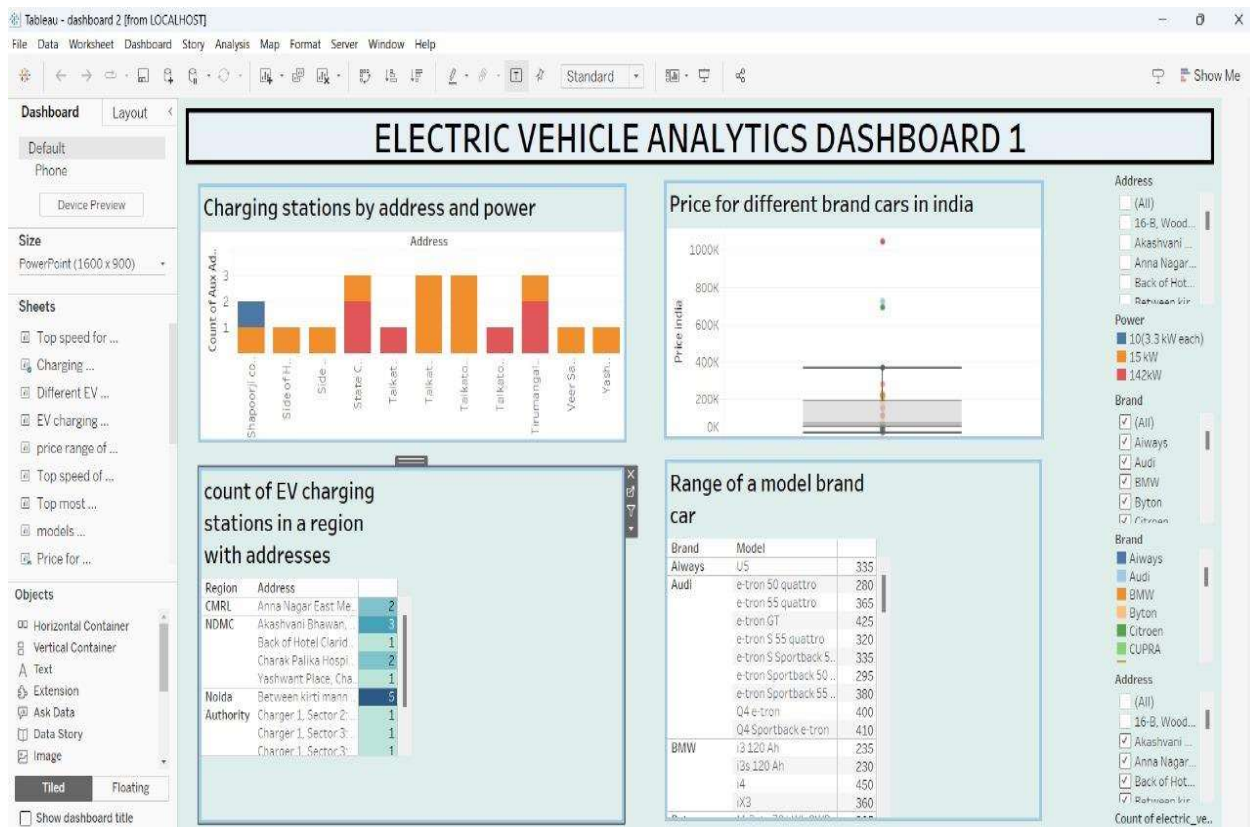 Tableau - dashboard 2 [from LOCALHOST]
File Data Worksheet Dashboard Story Analysis Map Format Server Window Help
Standard
Show Me
Dashboard Layout
Default
Phone
Device Preview
Size
PowerPoint (1600 x 900)
Sheets
Top speed for ...
Charging ...
Different EV ...
EV charging ...
price range of ...
Top speed of ...
Top most ...
models ...
Price for ...
Objects
Horizontal Container
Vertical Container
Text
Extension
Ask Data
Data Story
Image
Tiled Floating
Show dashboard title
ELECTRIC VEHICLE ANALYTICS DASHBOARD 1
Charging stations by address and power
Address
Count of Aux Ad..
3
2
1
Shapoorji co..
Side of H..
Side ..
State C..
Talkat..
Talkat..
Talkato..
Talkato..
Tirumangal..
Veer Sa..
Yash..
Price for different brand cars in india
Price india
1000K
800K
600K
400K
200K
0K
count of EV charging
stations in a region
with addresses
Region Address
CMRL Anna Nagar East Me.. 2
NDMC Akashvani Bhawan, .. 3
Back of Hotel Clarid.. 1
Charak Palika Hospi.. 2
Yashwant Place, Cha.. 1
Noida Between kirti mann.. 5
Authority Charger 1, Sector 2: 1
Charger 1, Sector 3: 1
Charger 1, Sector 3: 1
Range of a model brand
car
Brand Model
Aiways U5 335
Audi e-tron 50 quattro 280
e-tron 55 quattro 365
e-tron GT 425
e-tron S 55 quattro 320
e-tron S Sportback 5.. 335
e-tron Sportback 50 .. 295
e-tron Sportback 55 .. 380
Q4 e-tron 400
Q4 Sportback e-tron 410
BMW i3 120 Ah 235
i3s 120 Ah 230
i4 450
iX3 360
Address
(All)
16-B, Wood...
Akashvani ...
Anna Nagar...
Back of Hot...
Between kir...
Power
10(3.3 kW each)
15 kW
142kW
Brand
(All)
Aiways
Audi
BMW
Byton
Citroen
Brand
Aiways
Audi
BMW
Byton
Citroen
CUPRA
Address
(All)
16-B, Wood...
Akashvani ...
Anna Nagar...
Back of Hot...
Between kir...
Count of electric_ve..